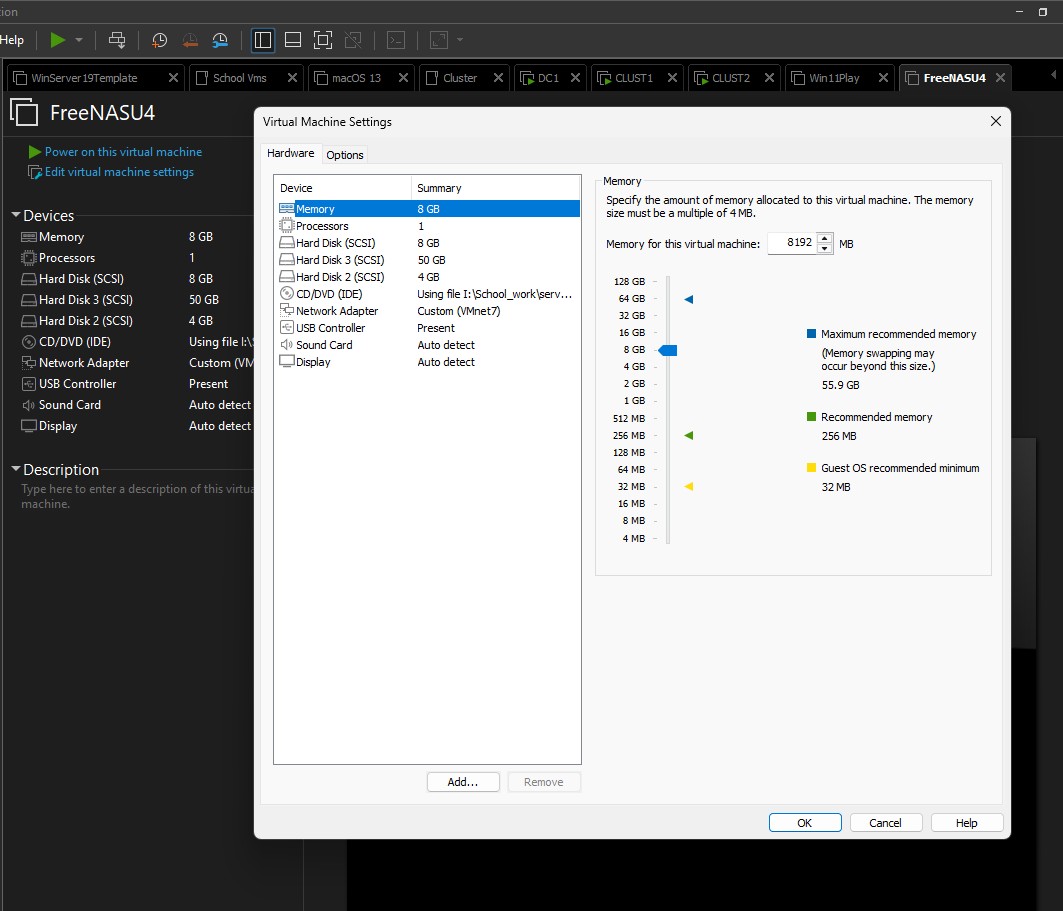 ion
Help
WinServer19Template
School Vms
macOS 13
Cluster
DC1
CLUST1
CLUST2
Win11Play
FreeNASU4
FreeNASU4
Power on this virtual machine
Edit virtual machine settings
Devices
Memory 8 GB
Processors 1
Hard Disk (SCSI) 8 GB
Hard Disk 3 (SCSI) 50 GB
Hard Disk 2 (SCSI) 4 GB
CD/DVD (IDE) Using file I:\
Network Adapter Custom (VM
USB Controller Present
Sound Card Auto detect
Display Auto detect
Description
Type here to enter a description of this virtua
machine.
Virtual Machine Settings
Hardware Options
Device Summary
Memory 8 GB
Processors 1
Hard Disk (SCSI) 8 GB
Hard Disk 3 (SCSI) 50 GB
Hard Disk 2 (SCSI) 4 GB
CD/DVD (IDE) Using file I:\School_work\serv...
Network Adapter Custom (VMnet7)
USB Controller Present
Sound Card Auto detect
Display Auto detect
Add...
Remove
Memory
Specify the amount of memory allocated to this virtual machine. The memory
size must be a multiple of 4 MB.
Memory for this virtual machine: 8192 MB
128 GB
64 GB
32 GB
16 GB
8 GB
4 GB
2 GB
1 GB
512 MB
256 MB
128 MB
64 MB
32 MB
16 MB
8 MB
4 MB
Maximum recommended memory
(Memory swapping may
occur beyond this size.)
55.9 GB
Recommended memory
256 MB
Guest OS recommended minimum
32 MB
OK
Cancel
Help